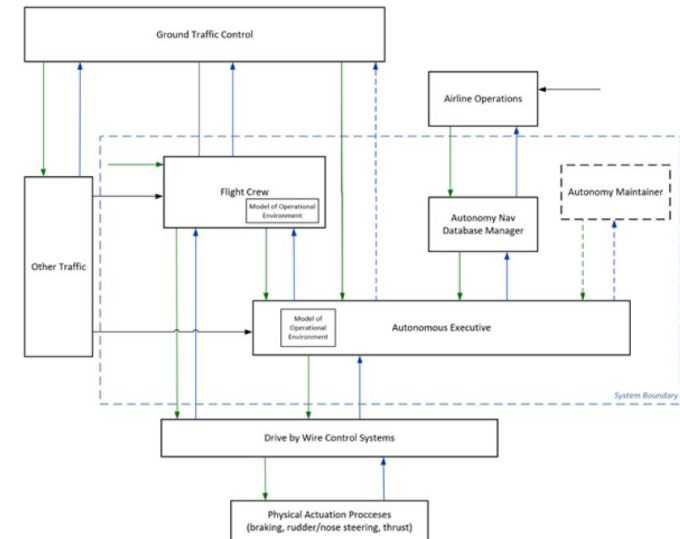 Ground Traffic Control
Airline Operations
Flight Crew
Model of Operational
Environment
Autonomy Maintainer
Autonomy Nav
Database Manager
Other Traffic
Model of
Operational
Environment
Autonomous Executive
System Boundary
Drive by Wire Control Systems
Physical Actuation Procceses
(braking, rudder/nose steering, thrust)